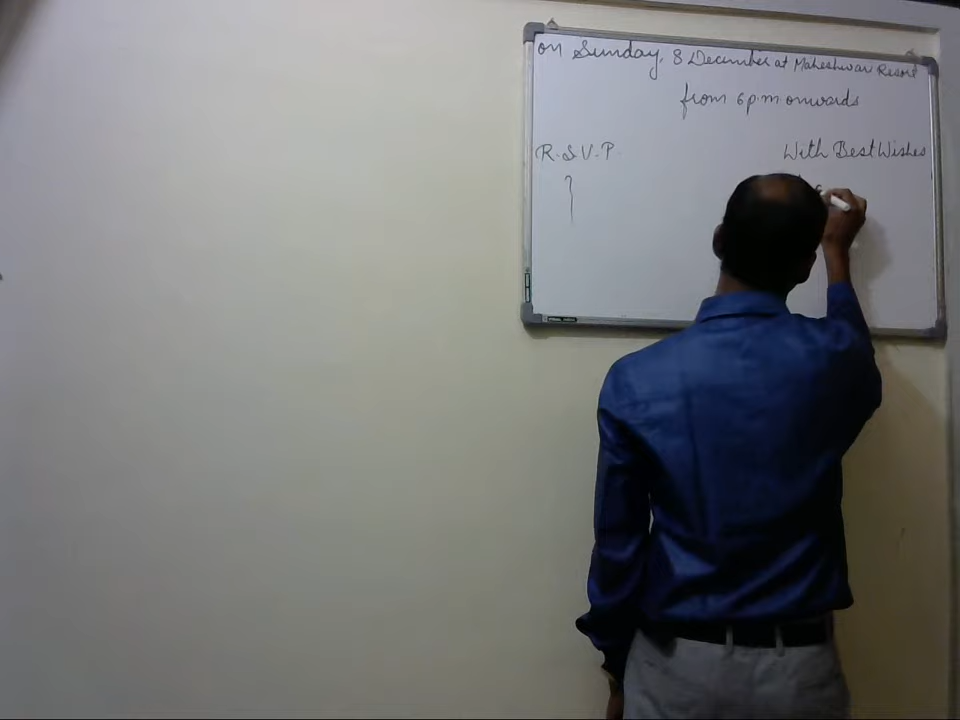 on Sunday, 8 December at Maheshwar Resort
from 6 p.m onwards
R.S.V.P. With Best Wishes